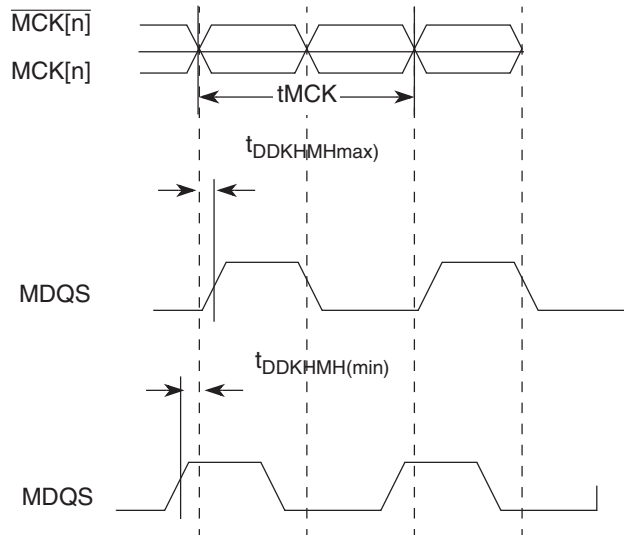 MCK[n]
MCK[n]
tMCK
tDDKHMHmax)
MDQS
tDDKHMH(min)
MDQS